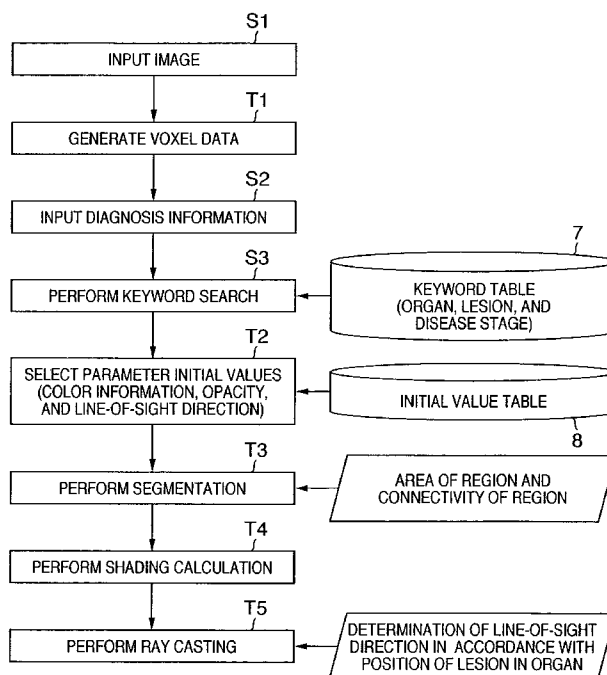 S1
INPUT IMAGE
T1
GENERATE VOXEL DATA
S2
INPUT DIAGNOSIS INFORMATION
S3
PERFORM KEYWORD SEARCH
7
KEYWORD TABLE
(ORGAN, LESION, AND
DISEASE STAGE)
T2
SELECT PARAMETER INITIAL VALUES
(COLOR INFORMATION, OPACITY,
AND LINE-OF-SIGHT DIRECTION)
INITIAL VALUE TABLE
8
T3
PERFORM SEGMENTATION
AREA OF REGION AND
CONNECTIVITY OF REGION
T4
PERFORM SHADING CALCULATION
T5
PERFORM RAY CASTING
DETERMINATION OF LINE-OF-SIGHT
DIRECTION IN ACCORDANCE WITH
POSITION OF LESION IN ORGAN